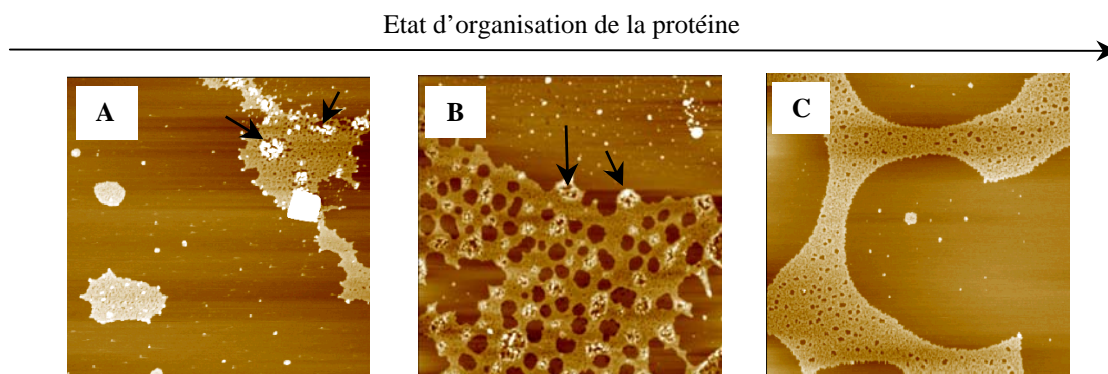 Etat d’organisation de la protéine
A
B
C